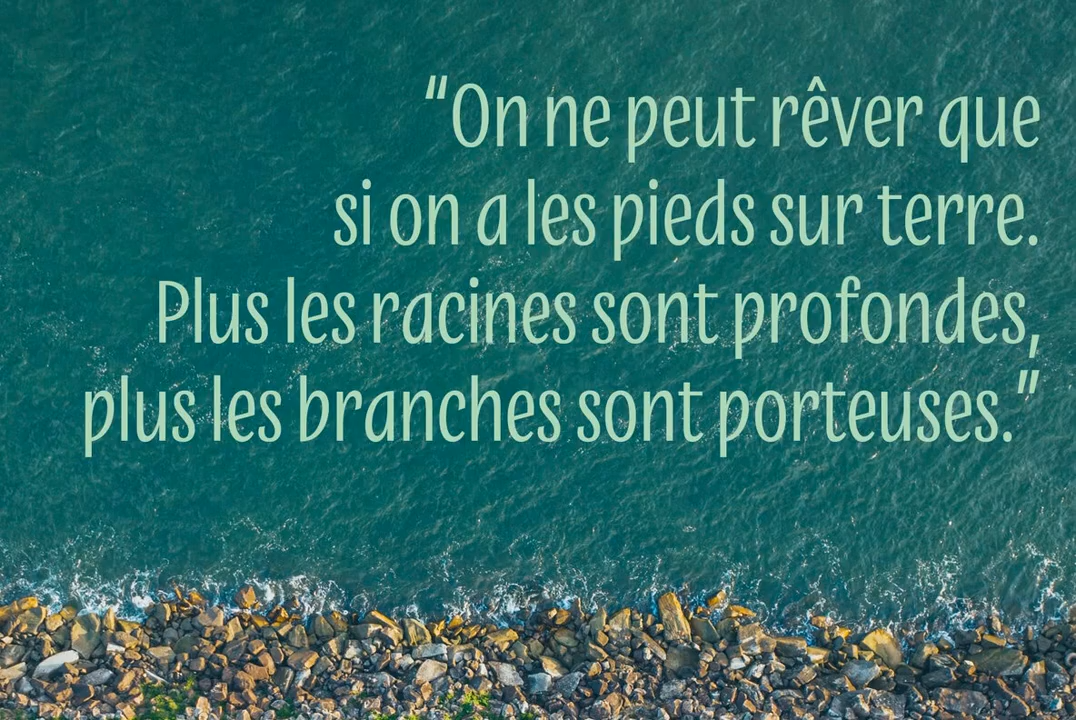 “On ne peut rêver que
si on a les pieds sur terre.
Plus les racines sont profondes,
plus les branches sont porteuses.”